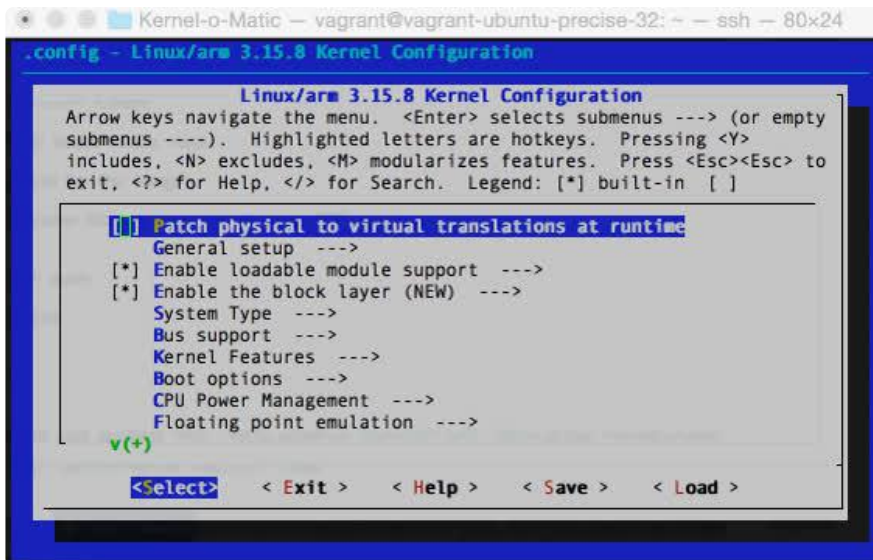 Kernel-o-Matic — vagrant@vagrant-ubuntu-precise-32: ~ — ssh — 80×24
.config - Linux/arm 3.15.8 Kernel Configuration
Linux/arm 3.15.8 Kernel Configuration
Arrow keys navigate the menu. <Enter> selects submenus ---> (or empty
submenus ----). Highlighted letters are hotkeys. Pressing <Y>
includes, <N> excludes, <M> modularizes features. Press <Esc><Esc> to
exit, <?> for Help, </> for Search. Legend: [*] built-in [ ]
[ ] Patch physical to virtual translations at runtime
General setup --->
[*] Enable loadable module support --->
[*] Enable the block layer (NEW) --->
System Type --->
Bus support --->
Kernel Features --->
Boot options --->
CPU Power Management --->
Floating point emulation --->
v(+)
<Select> < Exit > < Help > < Save > < Load >